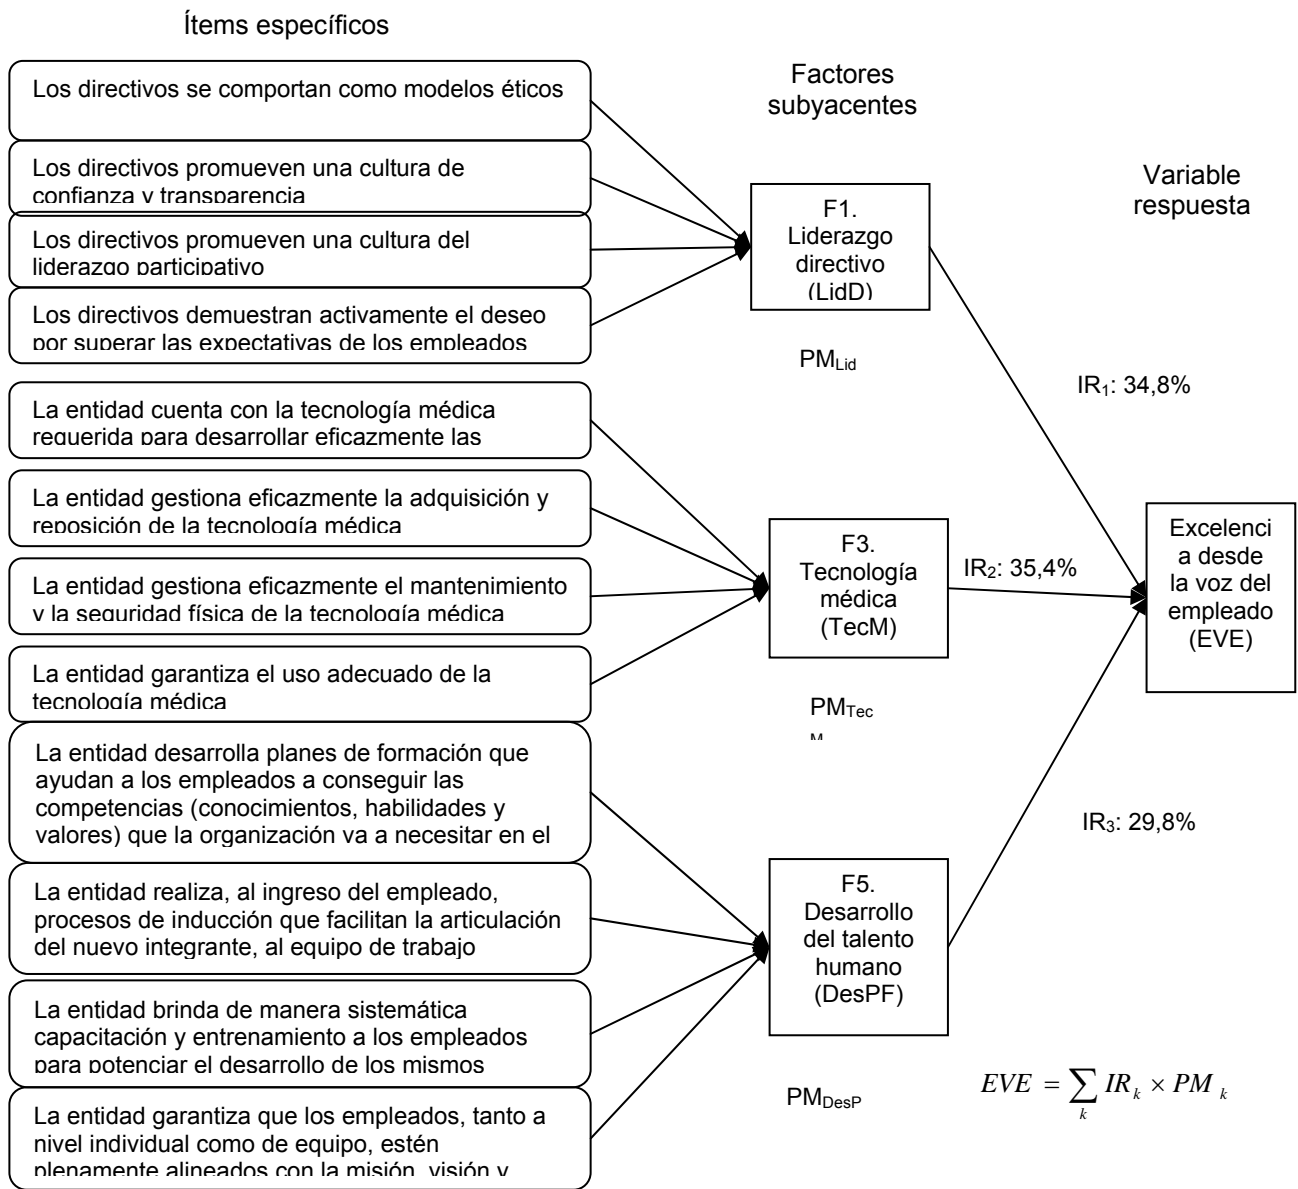 Ítems específicos
Los directivos se comportan como modelos éticos
Los directivos promueven una cultura de
confianza y transparencia
Los directivos promueven una cultura del
liderazgo participativo
Los directivos demuestran activamente el deseo
por superar las expectativas de los empleados
La entidad cuenta con la tecnología médica
requerida para desarrollar eficazmente las
La entidad gestiona eficazmente la adquisición y
reposición de la tecnología médica
La entidad gestiona eficazmente el mantenimiento
y la seguridad física de la tecnología médica
La entidad garantiza el uso adecuado de la
tecnología médica
La entidad desarrolla planes de formación que
ayudan a los empleados a conseguir las
competencias (conocimientos, habilidades y
valores) que la organización va a necesitar en el
La entidad realiza, al ingreso del empleado,
procesos de inducción que facilitan la articulación
del nuevo integrante, al equipo de trabajo
La entidad brinda de manera sistemática
capacitación y entrenamiento a los empleados
para potenciar el desarrollo de los mismos
La entidad garantiza que los empleados, tanto a
nivel individual como de equipo, estén
plenamente alineados con la misión, visión y
Factores
subyacentes
F1.
Liderazgo
directivo
(LidD)
PM_Lid
F3.
Tecnología
médica
(TecM)
PM_Tec
M
F5.
Desarrollo
del talento
humano
(DesPF)
PM_DesP
IR₁: 34,8%
IR₂: 35,4%
IR₃: 29,8%
Variable
respuesta
Excelenci
a desde
la voz del
empleado
(EVE)
EVE = ∑_k IR_k × PM_k